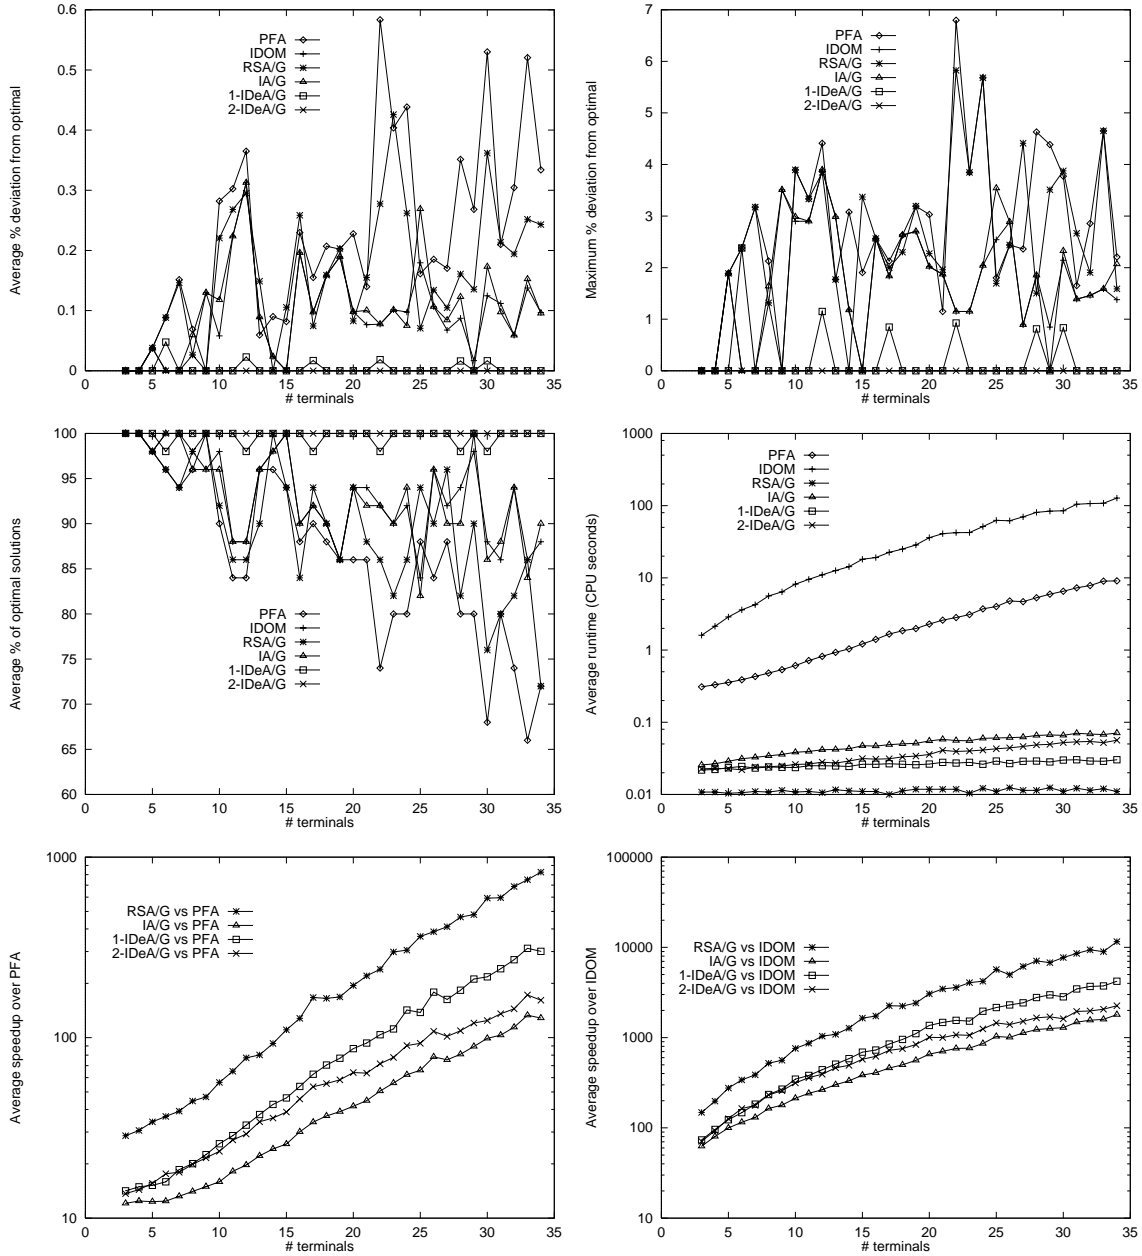 Average % deviation from optimal
0.6
0.5
0.4
0.3
0.2
0.1
0
PFA
IDOM
RSA/G
IA/G
1-IDeA/G
2-IDeA/G
0 5 10 15 20 25 30 35
# terminals
Maximum % deviation from optimal
7
6
5
4
3
2
1
0
PFA
IDOM
RSA/G
IA/G
1-IDeA/G
2-IDeA/G
0 5 10 15 20 25 30 35
# terminals
Average % of optimal solutions
100
95
90
85
80
75
70
65
60
PFA
IDOM
RSA/G
IA/G
1-IDeA/G
2-IDeA/G
0 5 10 15 20 25 30 35
# terminals
Average runtime (CPU seconds)
1000
100
10
1
0.1
0.01
PFA
IDOM
RSA/G
IA/G
1-IDeA/G
2-IDeA/G
0 5 10 15 20 25 30 35
# terminals
Average speedup over PFA
1000
100
10
RSA/G vs PFA
IA/G vs PFA
1-IDeA/G vs PFA
2-IDeA/G vs PFA
0 5 10 15 20 25 30 35
# terminals
Average speedup over IDOM
100000
10000
1000
100
10
RSA/G vs IDOM
IA/G vs IDOM
1-IDeA/G vs IDOM
2-IDeA/G vs IDOM
0 5 10 15 20 25 30 35
# terminals